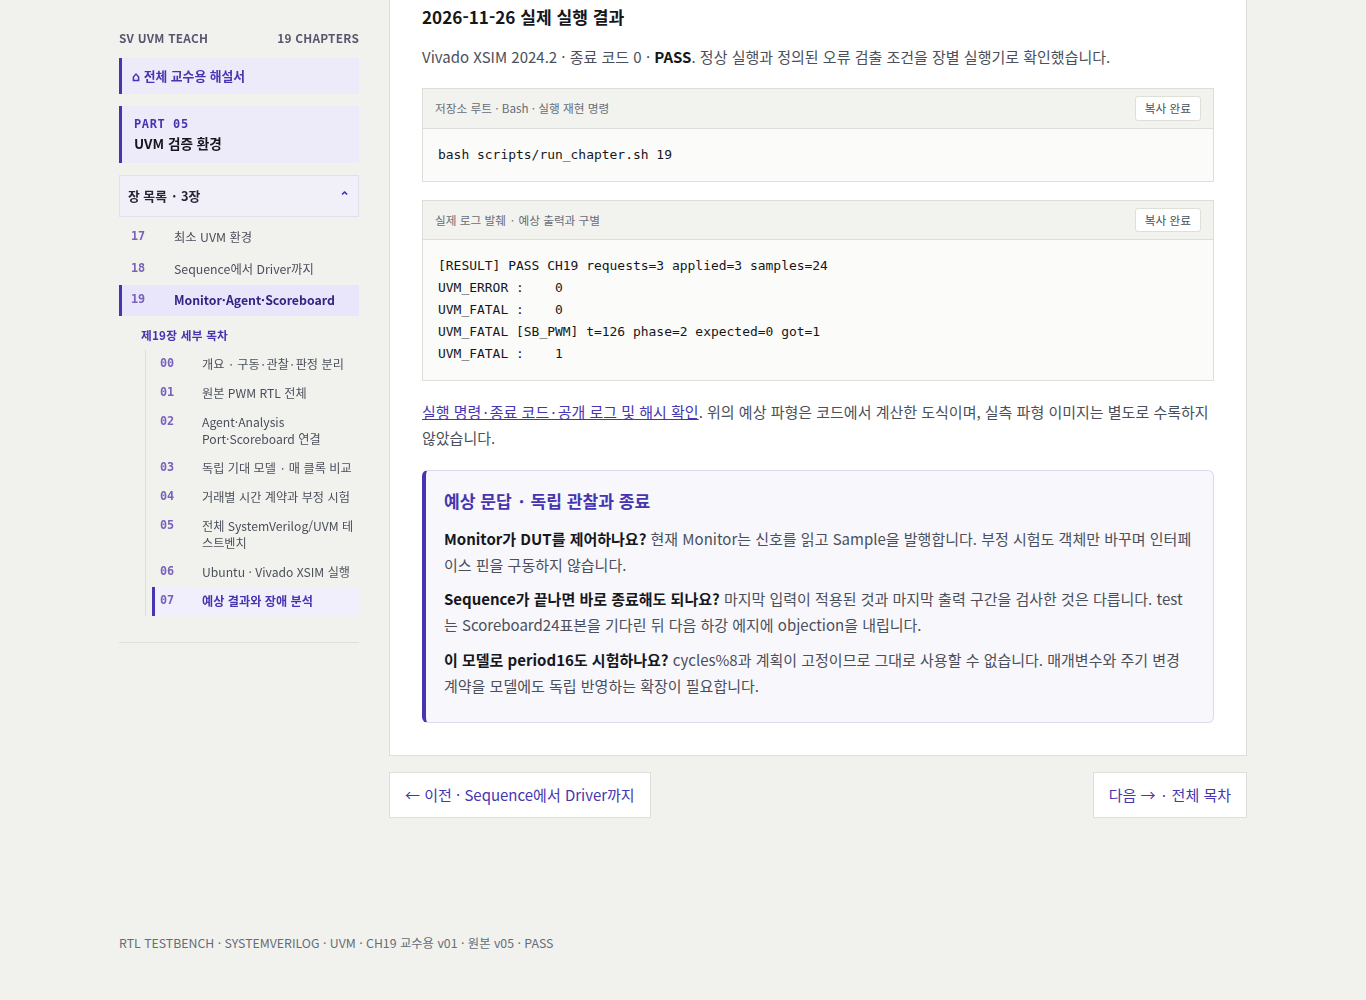 SV UVM TEACH
19 CHAPTERS
⌂ 전체 교수용 해설서
PART 05
UVM 검증 환경
장 목록 · 3장
17 최소 UVM 환경
18 Sequence에서 Driver까지
19 Monitor·Agent·Scoreboard
제19장 세부 목차
00 개요 · 구동·관찰·판정 분리
01 원본 PWM RTL 전체
02 Agent·Analysis
Port·Scoreboard 연결
03 독립 기대 모델 · 매 클록 비교
04 거래별 시간 계약과 부정 시험
05 전체 SystemVerilog/UVM 테
스트벤치
06 Ubuntu · Vivado XSIM 실행
07 예상 결과와 장애 분석
2026-11-26 실제 실행 결과
Vivado XSIM 2024.2 · 종료 코드 0 · PASS. 정상 실행과 정의된 오류 검출 조건을 장별 실행기로 확인했습니다.
저장소 루트 · Bash · 실행 재현 명령
복사 완료
bash scripts/run_chapter.sh 19
실제 로그 발췌 · 예상 출력과 구별
복사 완료
[RESULT] PASS CH19 requests=3 applied=3 samples=24
UVM_ERROR :    0
UVM_FATAL :    0
UVM_FATAL [SB_PWM] t=126 phase=2 expected=0 got=1
UVM_FATAL :    1
실행 명령·종료 코드·공개 로그 및 해시 확인. 위의 예상 파형은 코드에서 계산한 도식이며, 실측 파형 이미지는 별도로 수록하지
않았습니다.
예상 문답 · 독립 관찰과 종료
Monitor가 DUT를 제어하나요? 현재 Monitor는 신호를 읽고 Sample을 발행합니다. 부정 시험도 객체만 바꾸며 인터페
이스 핀을 구동하지 않습니다.
Sequence가 끝나면 바로 종료해도 되나요? 마지막 입력이 적용된 것과 마지막 출력 구간을 검사한 것은 다릅니다. test
는 Scoreboard24표본을 기다린 뒤 다음 하강 에지에 objection을 내립니다.
이 모델로 period16도 시험하나요? cycles%8과 계획이 고정이므로 그대로 사용할 수 없습니다. 매개변수와 주기 변경
계약을 모델에도 독립 반영하는 확장이 필요합니다.
← 이전 · Sequence에서 Driver까지
다음 → · 전체 목차
RTL TESTBENCH · SYSTEMVERILOG · UVM · CH19 교수용 v01 · 원본 v05 · PASS